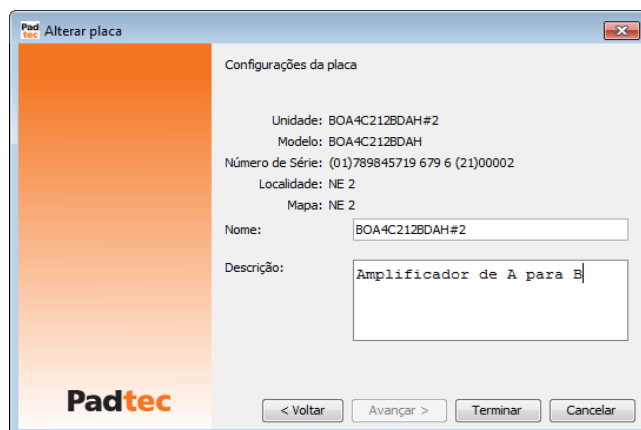 Pad
tec
Alterar placa
Configurações da placa
Unidade: BOA4C212BDAH#2
Modelo: BOA4C212BDAH
Número de Série: (01)789845719 679 6 (21)00002
Localidade: NE 2
Mapa: NE 2
Nome: BOA4C212BDAH#2
Descrição: Amplificador de A para B
Padtec
< Voltar Avançar > Terminar Cancelar